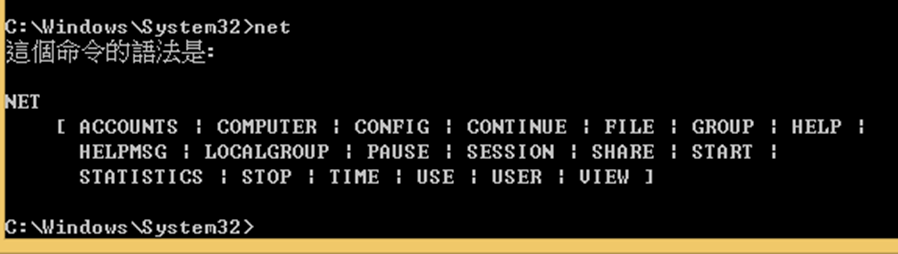 C:\Windows\System32>net
這個命令的語法是:
NET
[ ACCOUNTS ¦ COMPUTER ¦ CONFIG ¦ CONTINUE ¦ FILE ¦ GROUP ¦ HELP ¦
HELPMSG ¦ LOCALGROUP ¦ PAUSE ¦ SESSION ¦ SHARE ¦ START ¦
STATISTICS ¦ STOP ¦ TIME ¦ USE ¦ USER ¦ VIEW ]
C:\Windows\System32>